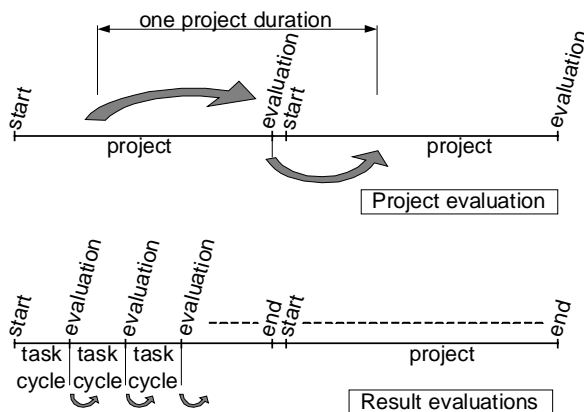 one project duration
start
evaluation
start
evaluation
project
project
Project evaluation
start
evaluation
evaluation
evaluation
end
start
end
task
cycle
task
cycle
task
cycle
project
Result evaluations